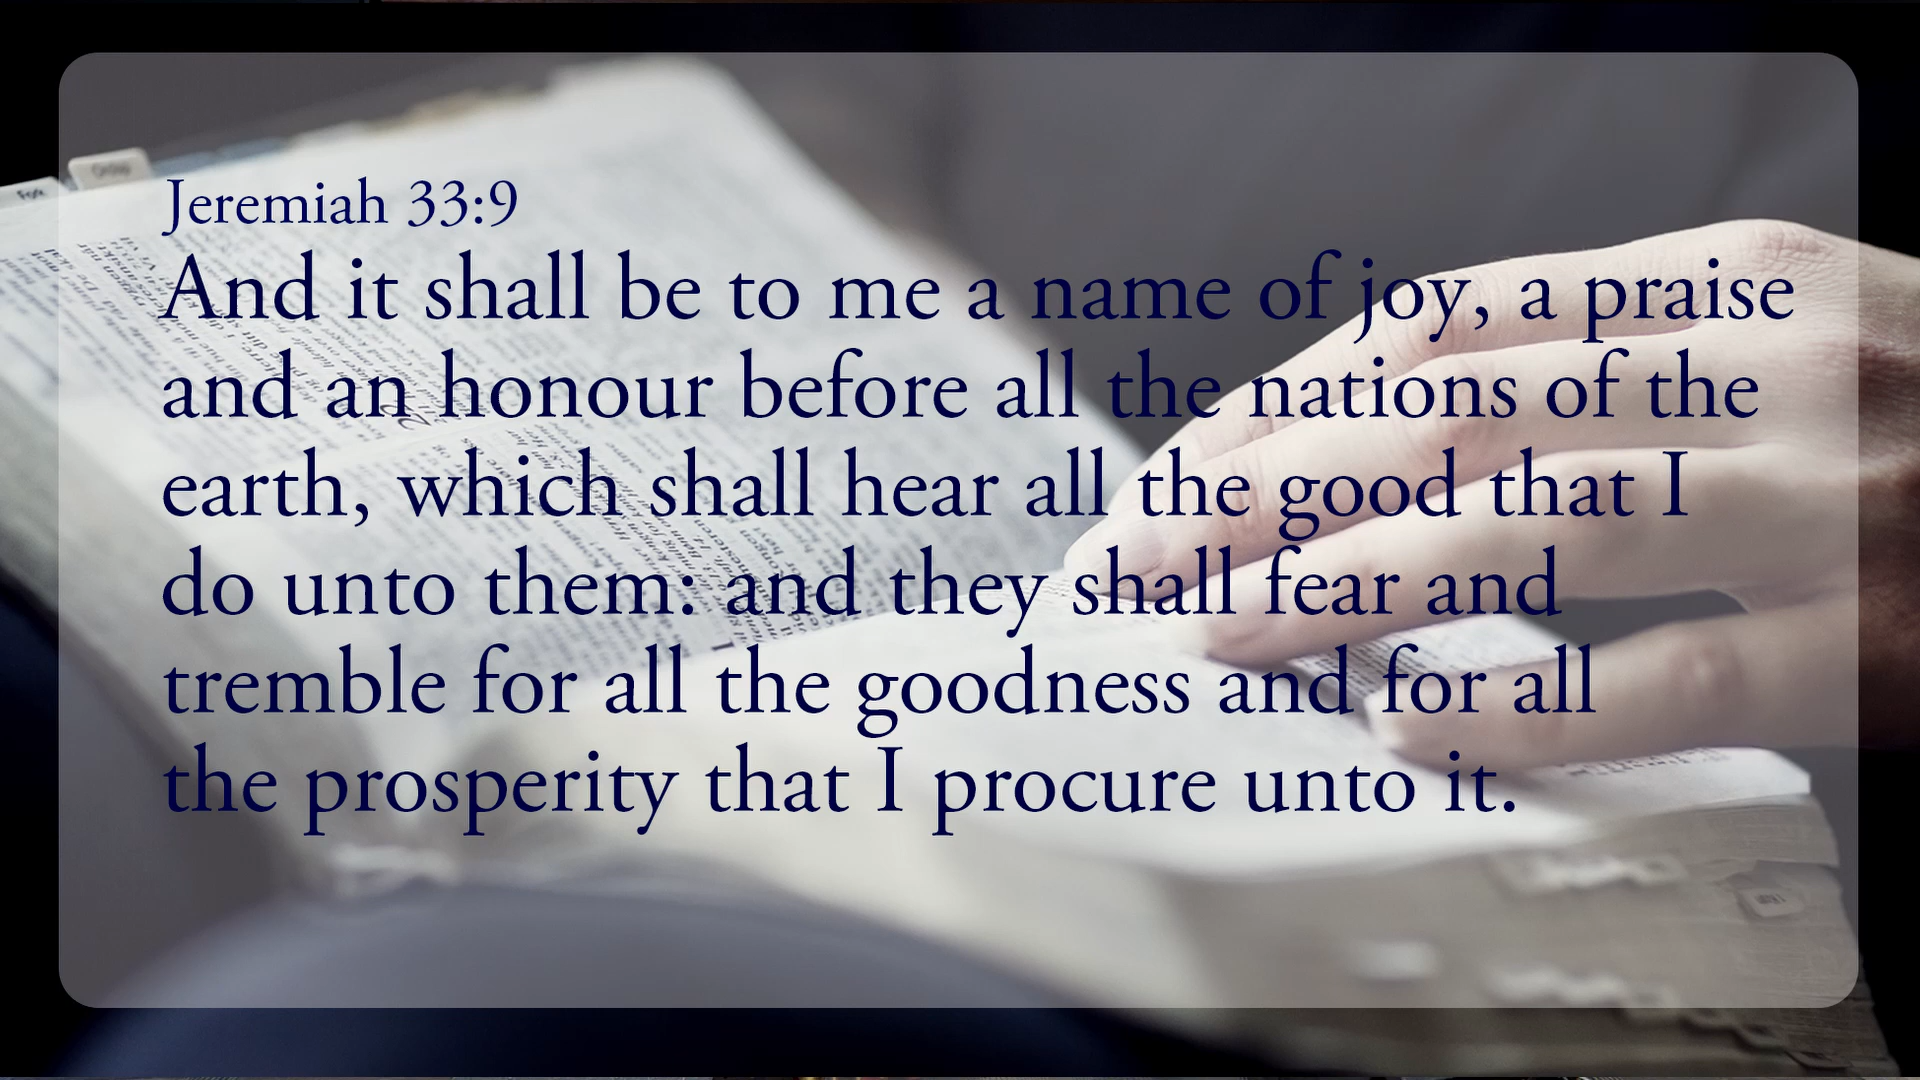 Jeremiah 33:9
And it shall be to me a name of joy, a praise
and an honour before all the nations of the
earth, which shall hear all the good that I
do unto them: and they shall fear and
tremble for all the goodness and for all
the prosperity that I procure unto it.